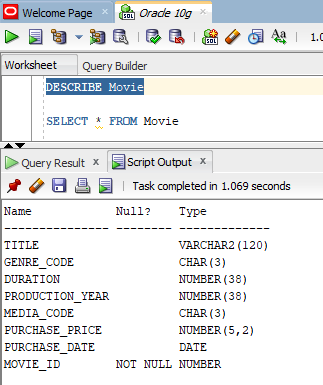 Welcome Page x Oracle 10g x
SQL 1.0
Worksheet Query Builder
DESCRIBE Movie
SELECT * FROM Movie
Query Result x Script Output x
Task completed in 1.069 seconds
Name Null? Type
--------------- -------- -------------
TITLE VARCHAR2(120)
GENRE_CODE CHAR(3)
DURATION NUMBER(38)
PRODUCTION_YEAR NUMBER(38)
MEDIA_CODE CHAR(3)
PURCHASE_PRICE NUMBER(5,2)
PURCHASE_DATE DATE
MOVIE_ID NOT NULL NUMBER